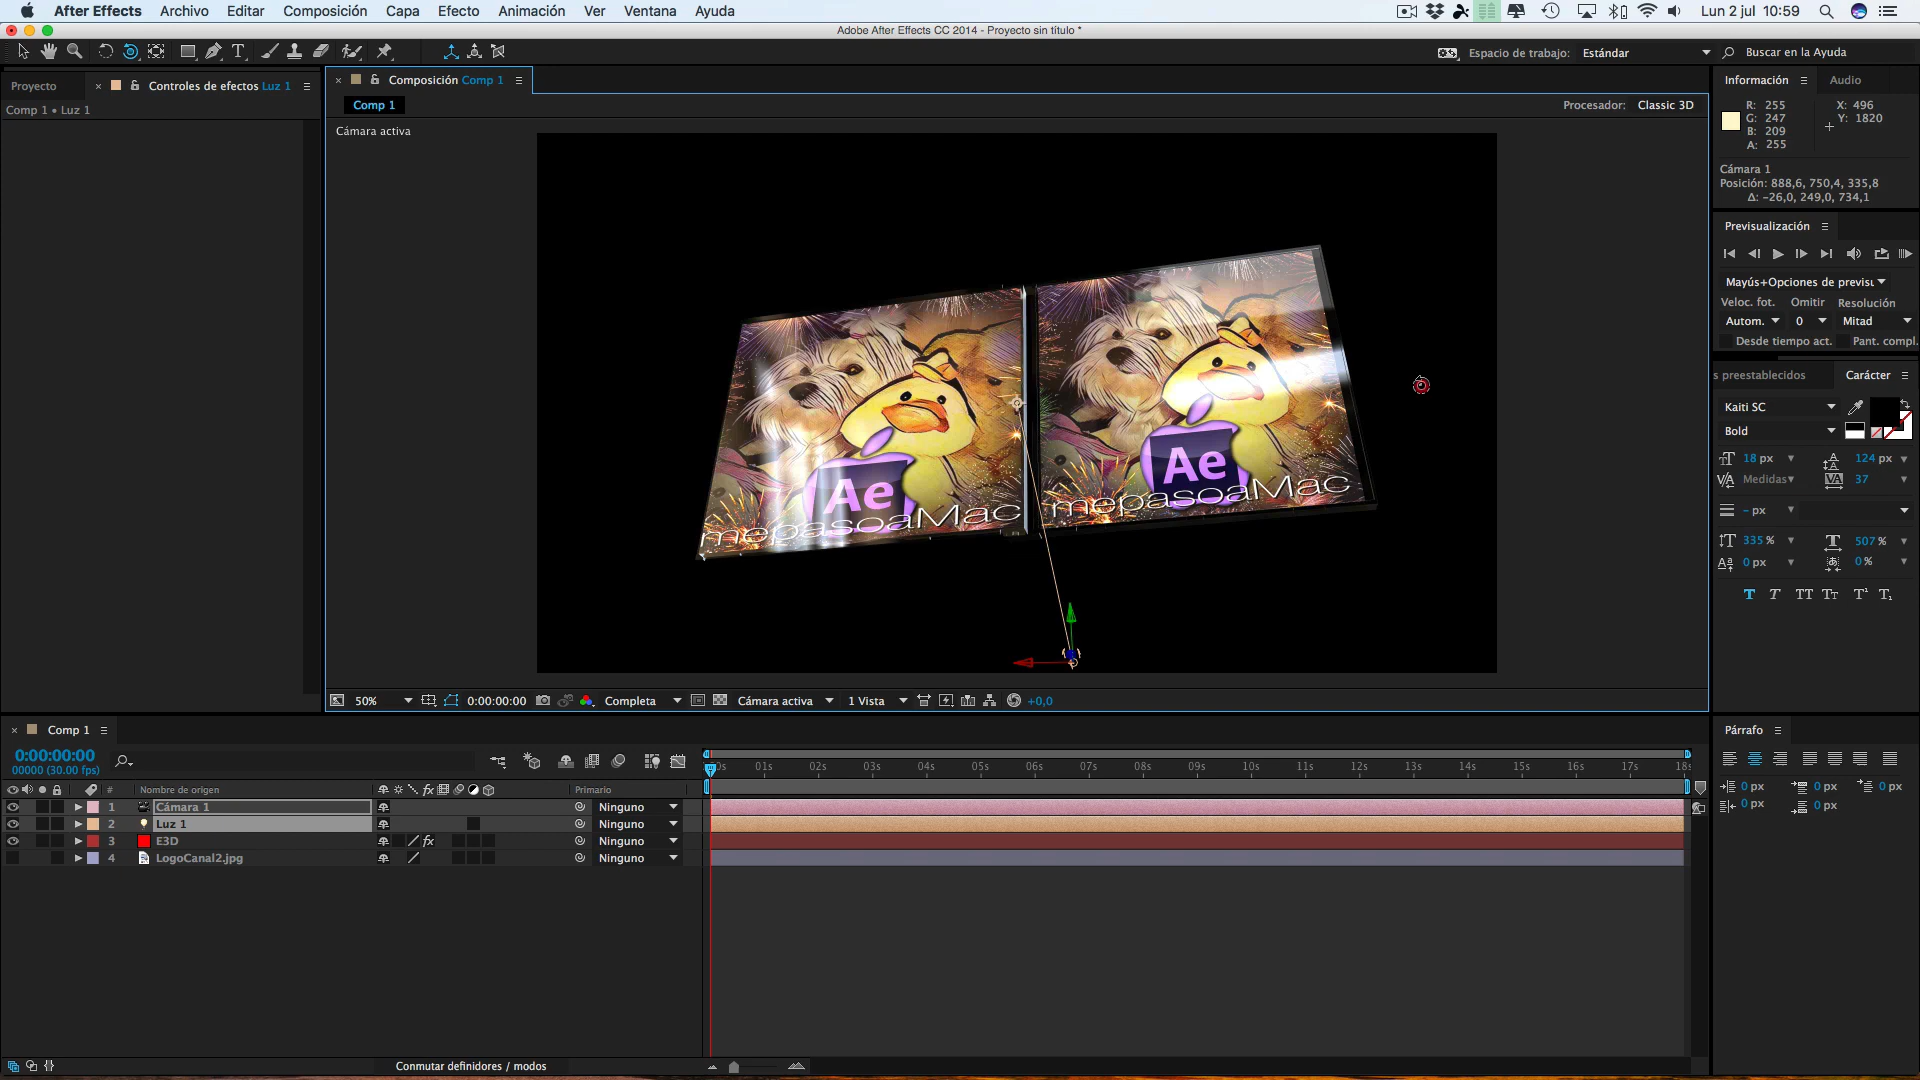 After Effects Archivo Editar Composición Capa Efecto Animación Ver Ventana Ayuda Lun 2 jul 10:59
Adobe After Effects CC 2014 - Proyecto sin título *
Espacio de trabajo: Estándar Buscar en la Ayuda
Proyecto Controles de efectos Luz 1
Comp 1 • Luz 1
Composición Comp 1
Comp 1
Procesador: Classic 3D
Cámara activa
mepasoaMac
mepasoaMac
Ae
Ae
50% 0:00:00:00 Completa Cámara activa 1 Vista +0,0
Información Audio
R: 255 X: 496
G: 247 Y: 1820
B: 209
A: 255
Cámara 1
Posición: 888,6, 750,4, 335,8
Δ: -26,0, 249,0, 734,1
Previsualización
Mayús+Opciones de previsu
Veloc. fot. Omitir Resolución
Autom. 0 Mitad
Desde tiempo act. Pant. compl.
s preestablecidos Carácter
Kaiti SC
Bold
18 px 124 px
Medidas 37
- px
335 % 507 %
0 px 0 %
T T TT Tt T¹ T₁
Comp 1
0:00:00:00
00000 (30.00 fps)
# Nombre de origen fx Primario
1 Cámara 1 Ninguno
2 Luz 1 Ninguno
3 E3D fx Ninguno
4 LogoCanal2.jpg Ninguno
0s 01s 02s 03s 04s 05s 06s 07s 08s 09s 10s 11s 12s 13s 14s 15s 16s 17s 18s
Conmutar definidores / modos
Párrafo
0 px 0 px 0 px
0 px 0 px